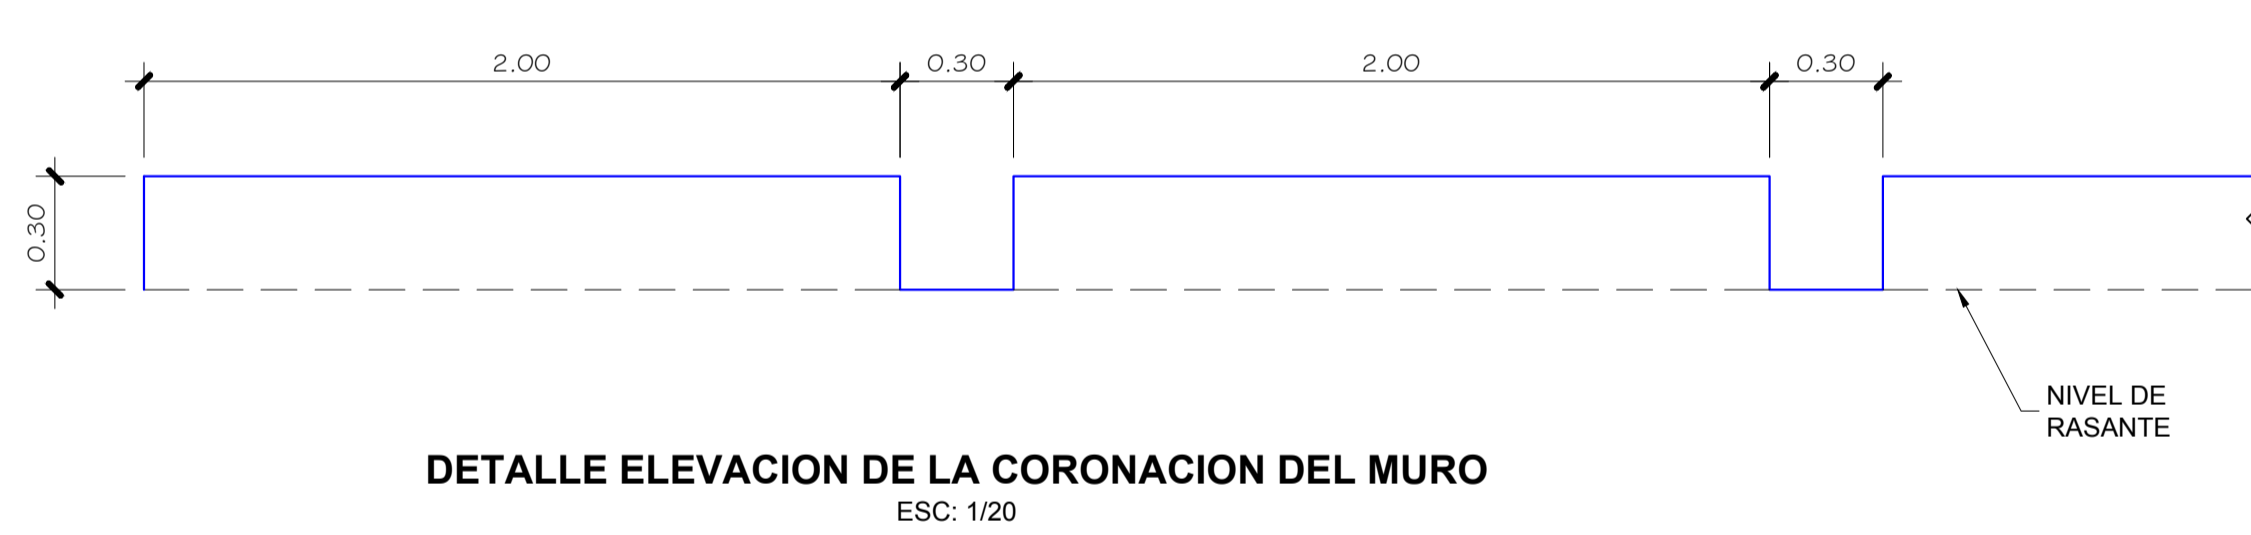 2.00
0.30
2.00
0.30
0.30
NIVEL DE
RASANTE
DETALLE ELEVACION DE LA CORONACION DEL MURO
ESC: 1/20